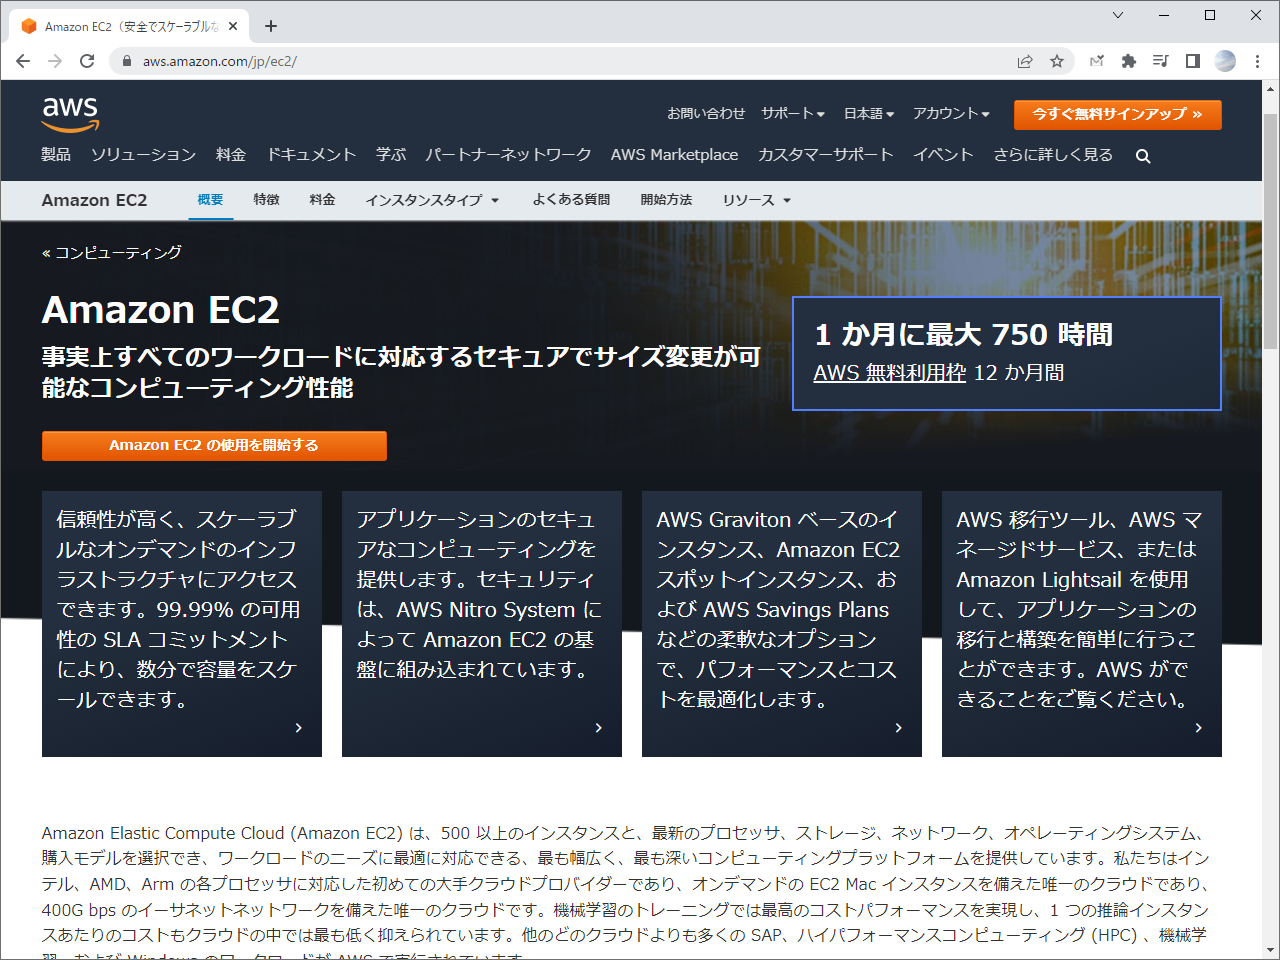 Amazon EC2（安全でスケーラブルな
aws.amazon.com/jp/ec2/
aws
お問い合わせ サポート 日本語 アカウント 今すぐ無料サインアップ »
製品 ソリューション 料金 ドキュメント 学ぶ パートナーネットワーク AWS Marketplace カスタマーサポート イベント さらに詳しく見る
Amazon EC2 概要 特徴 料金 インスタンスタイプ よくある質問 開始方法 リソース
« コンピューティング
Amazon EC2
事実上すべてのワークロードに対応するセキュアでサイズ変更が可
能なコンピューティング性能
1 か月に最大 750 時間
AWS 無料利用枠 12 か月間
Amazon EC2 の使用を開始する
信頼性が高く、スケーラブ
ルなオンデマンドのインフ
ラストラクチャにアクセス
できます。99.99% の可用
性の SLA コミットメント
により、数分で容量をスケ
ールできます。
アプリケーションのセキュ
アなコンピューティングを
提供します。セキュリティ
は、AWS Nitro System に
よって Amazon EC2 の基
盤に組み込まれています。
AWS Graviton ベースのイ
ンスタンス、Amazon EC2
スポットインスタンス、お
よび AWS Savings Plans
などの柔軟なオプション
で、パフォーマンスとコス
トを最適化します。
AWS 移行ツール、AWS マ
ネージドサービス、または
Amazon Lightsail を使用
して、アプリケーションの
移行と構築を簡単に行うこ
とができます。AWS がで
きることをご覧ください。
Amazon Elastic Compute Cloud (Amazon EC2) は、500 以上のインスタンスと、最新のプロセッサ、ストレージ、ネットワーク、オペレーティングシステム、
購入モデルを選択でき、ワークロードのニーズに最適に対応できる、最も幅広く、最も深いコンピューティングプラットフォームを提供しています。私たちはイン
テル、AMD、Arm の各プロセッサに対応した初めての大手クラウドプロバイダーであり、オンデマンドの EC2 Mac インスタンスを備えた唯一のクラウドであり、
400G bps のイーサネットネットワークを備えた唯一のクラウドです。機械学習のトレーニングでは最高のコストパフォーマンスを実現し、1 つの推論インスタン
スあたりのコストもクラウドの中では最も低く抑えられています。他のどのクラウドよりも多くの SAP、ハイパフォーマンスコンピューティング (HPC) 、機械学
習、および Windows のワークロードが AWS で実行されています。